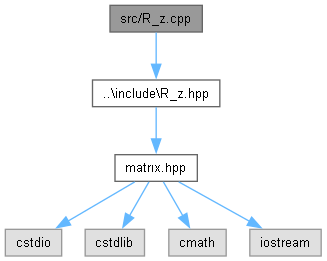 src/R_z.cpp
..\include\R_z.hpp
matrix.hpp
cstdio
cstdlib
cmath
iostream